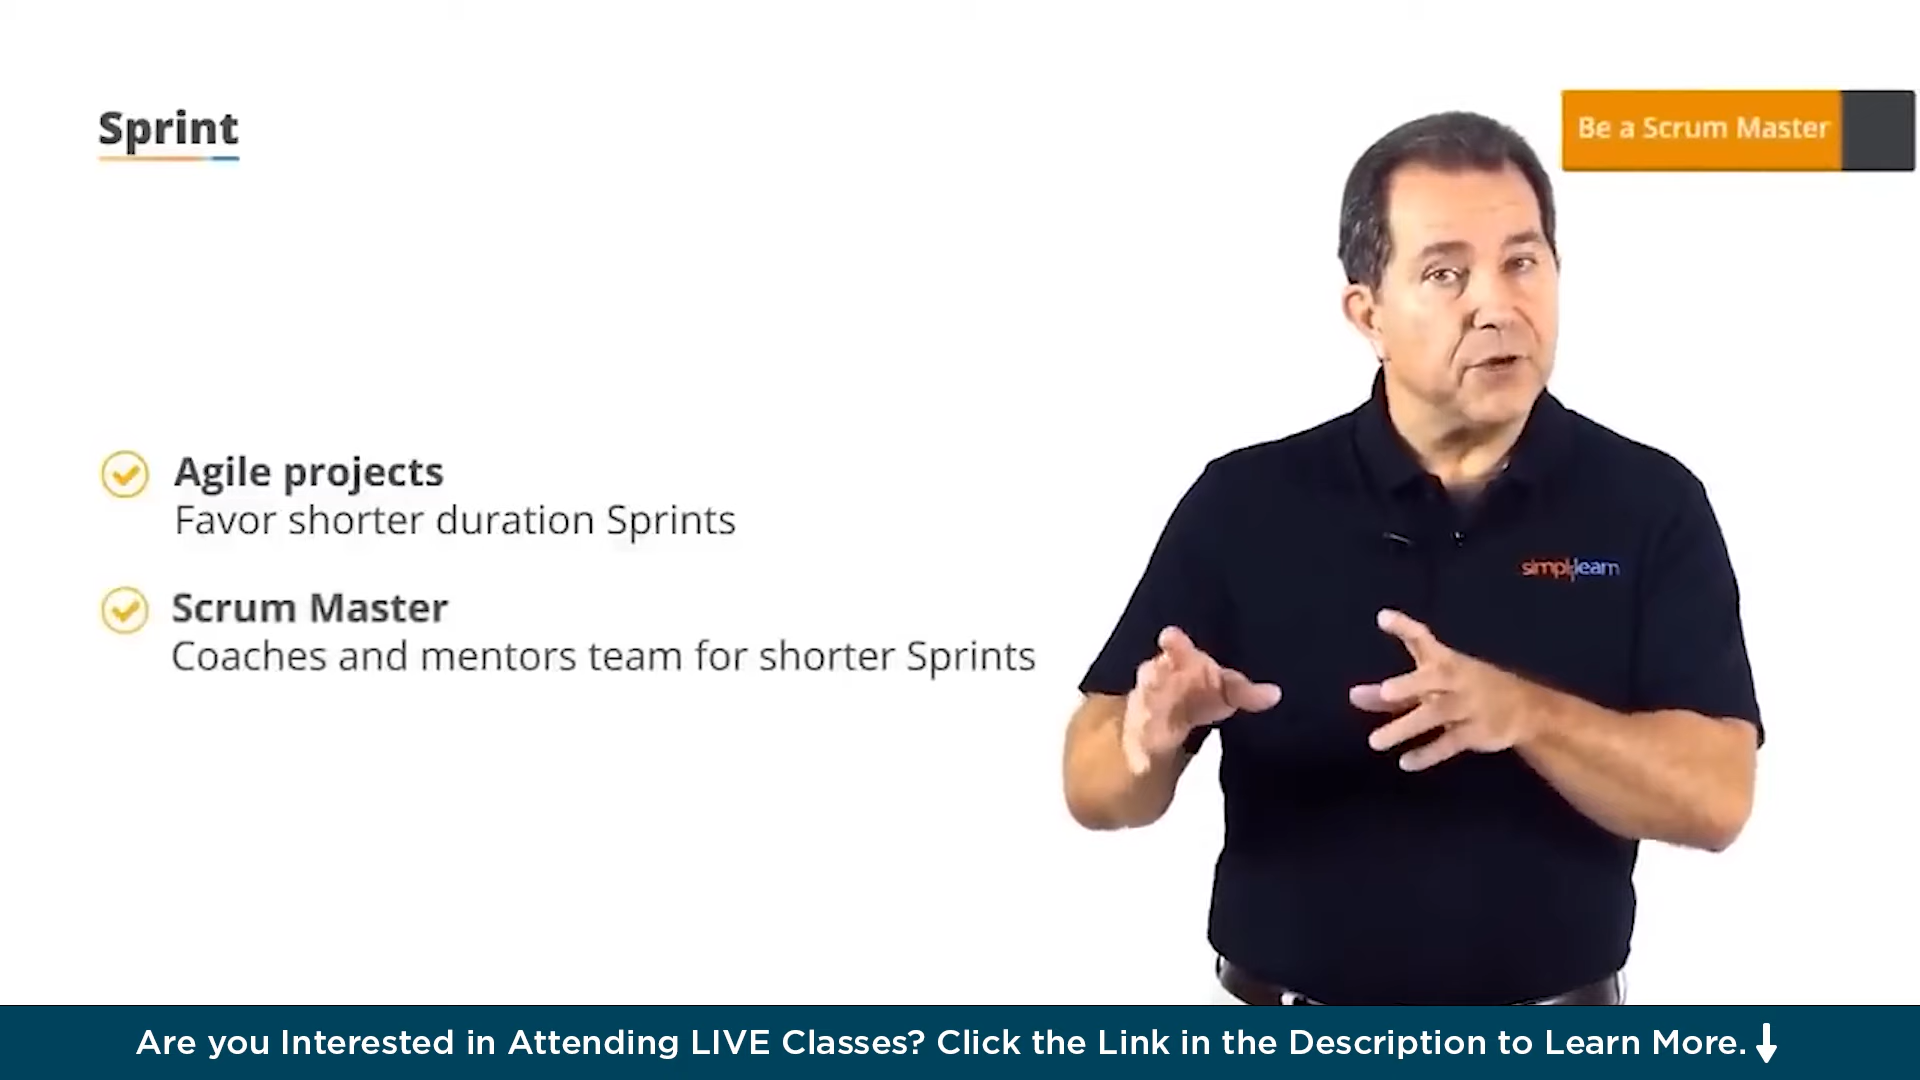 Sprint
Be a Scrum Master
Agile projects
Favor shorter duration Sprints
Scrum Master
Coaches and mentors team for shorter Sprints
simplilearn
Are you Interested in Attending LIVE Classes? Click the Link in the Description to Learn More.